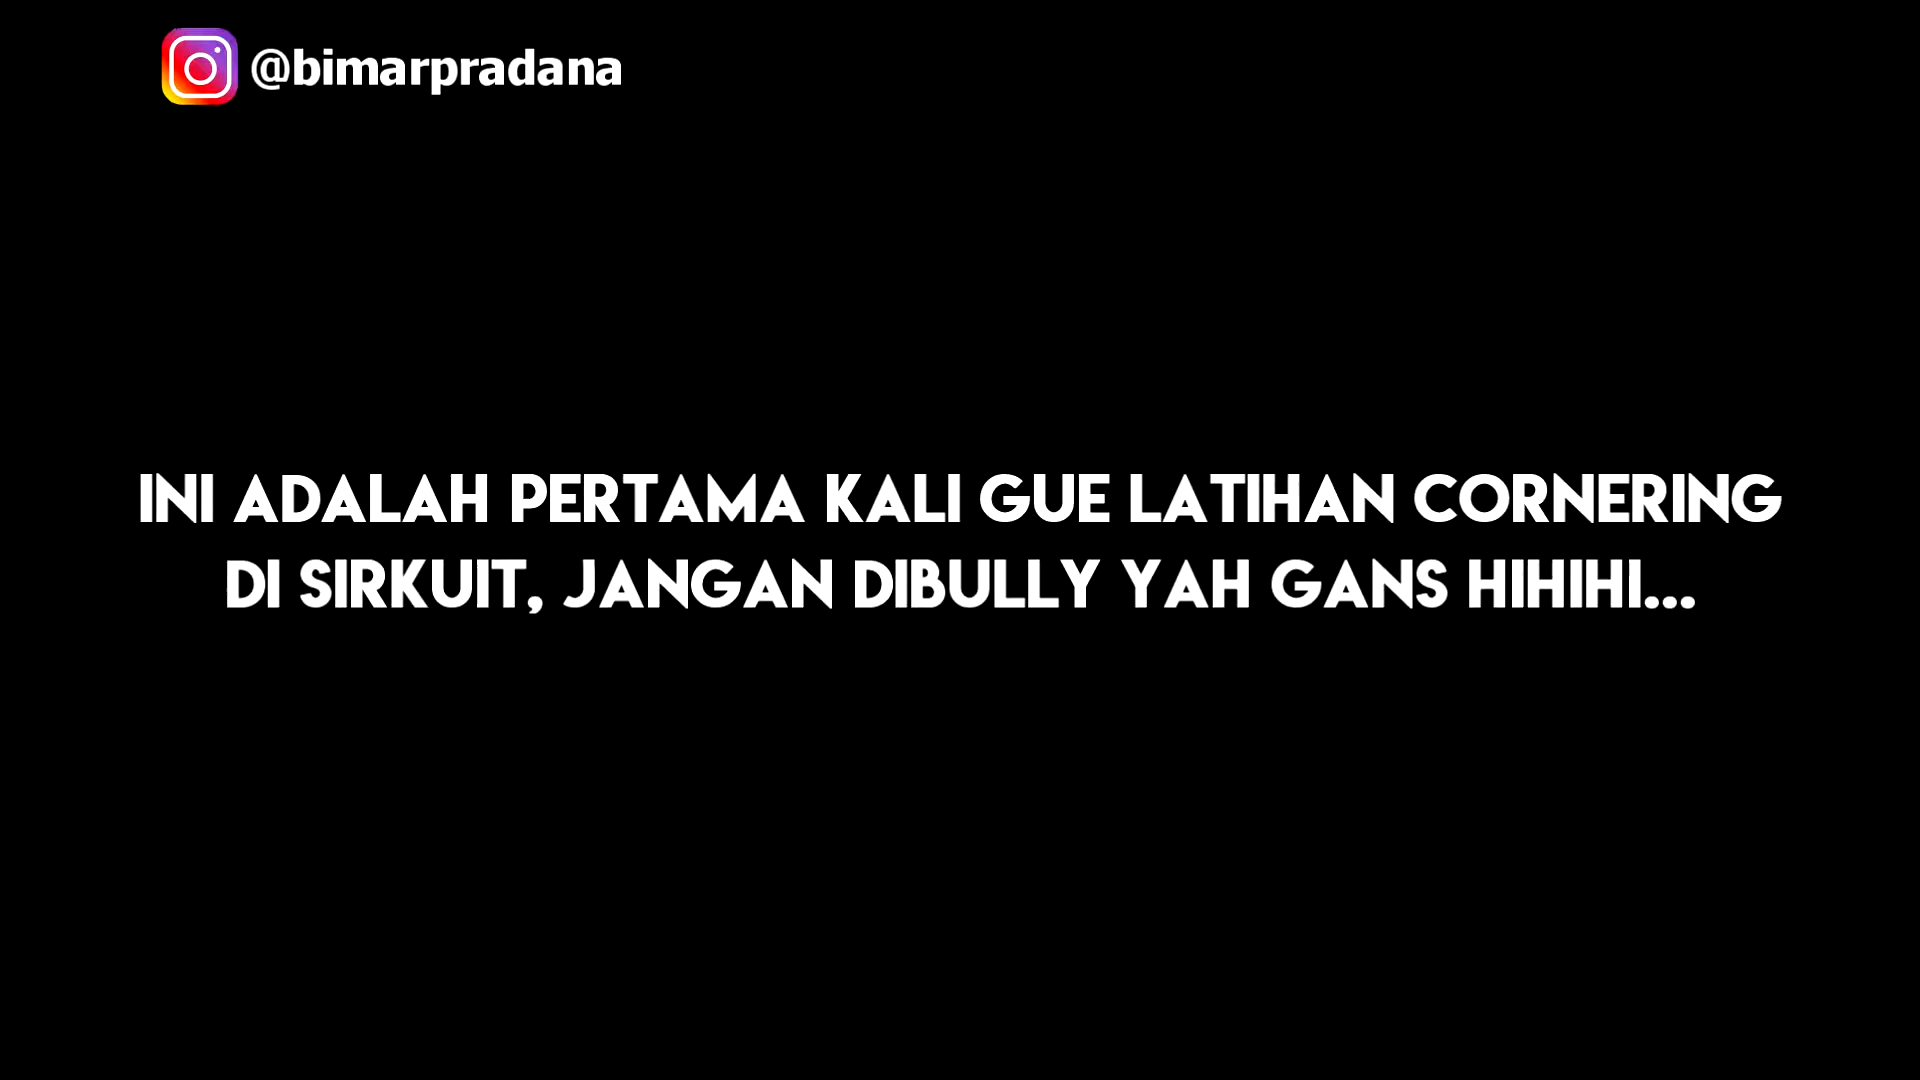 @bimarpradana
INI ADALAH PERTAMA KALI GUE LATIHAN CORNERING
DI SIRKUIT, JANGAN DIBULLY YAH GANS HIHIHI...